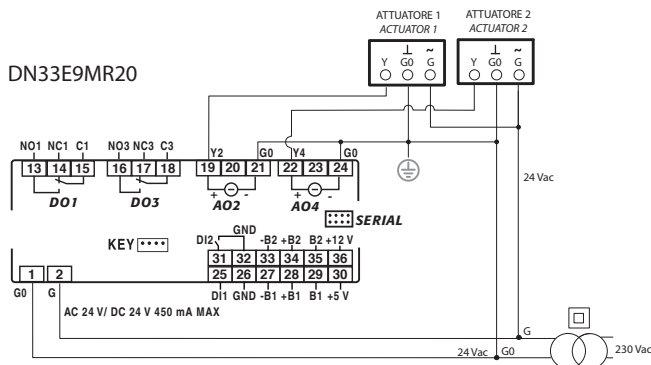 ATTUATORE 1 ATTUATORE 2
ACTUATOR 1 ACTUATOR 2
⊥ ~ ⊥ ~
Y G0 G Y G0 G
DN33E9MR20
NO1 NC1 C1 NO3 NC3 C3 Y2 G0 Y4 G0
13 14 15 16 17 18 19 20 21 22 23 24
+ - + -
DO1 DO3 AO2 AO4
24 Vac
SERIAL
KEY
GND
DI2 -B2 +B2 B2 +12 V
31 32 33 34 35 36
1 2 25 26 27 28 29 30
G0 G DI1 GND -B1 +B1 B1 +5 V
AC 24 V/ DC 24 V 450 mA MAX
G
230 Vac
24 Vac G0